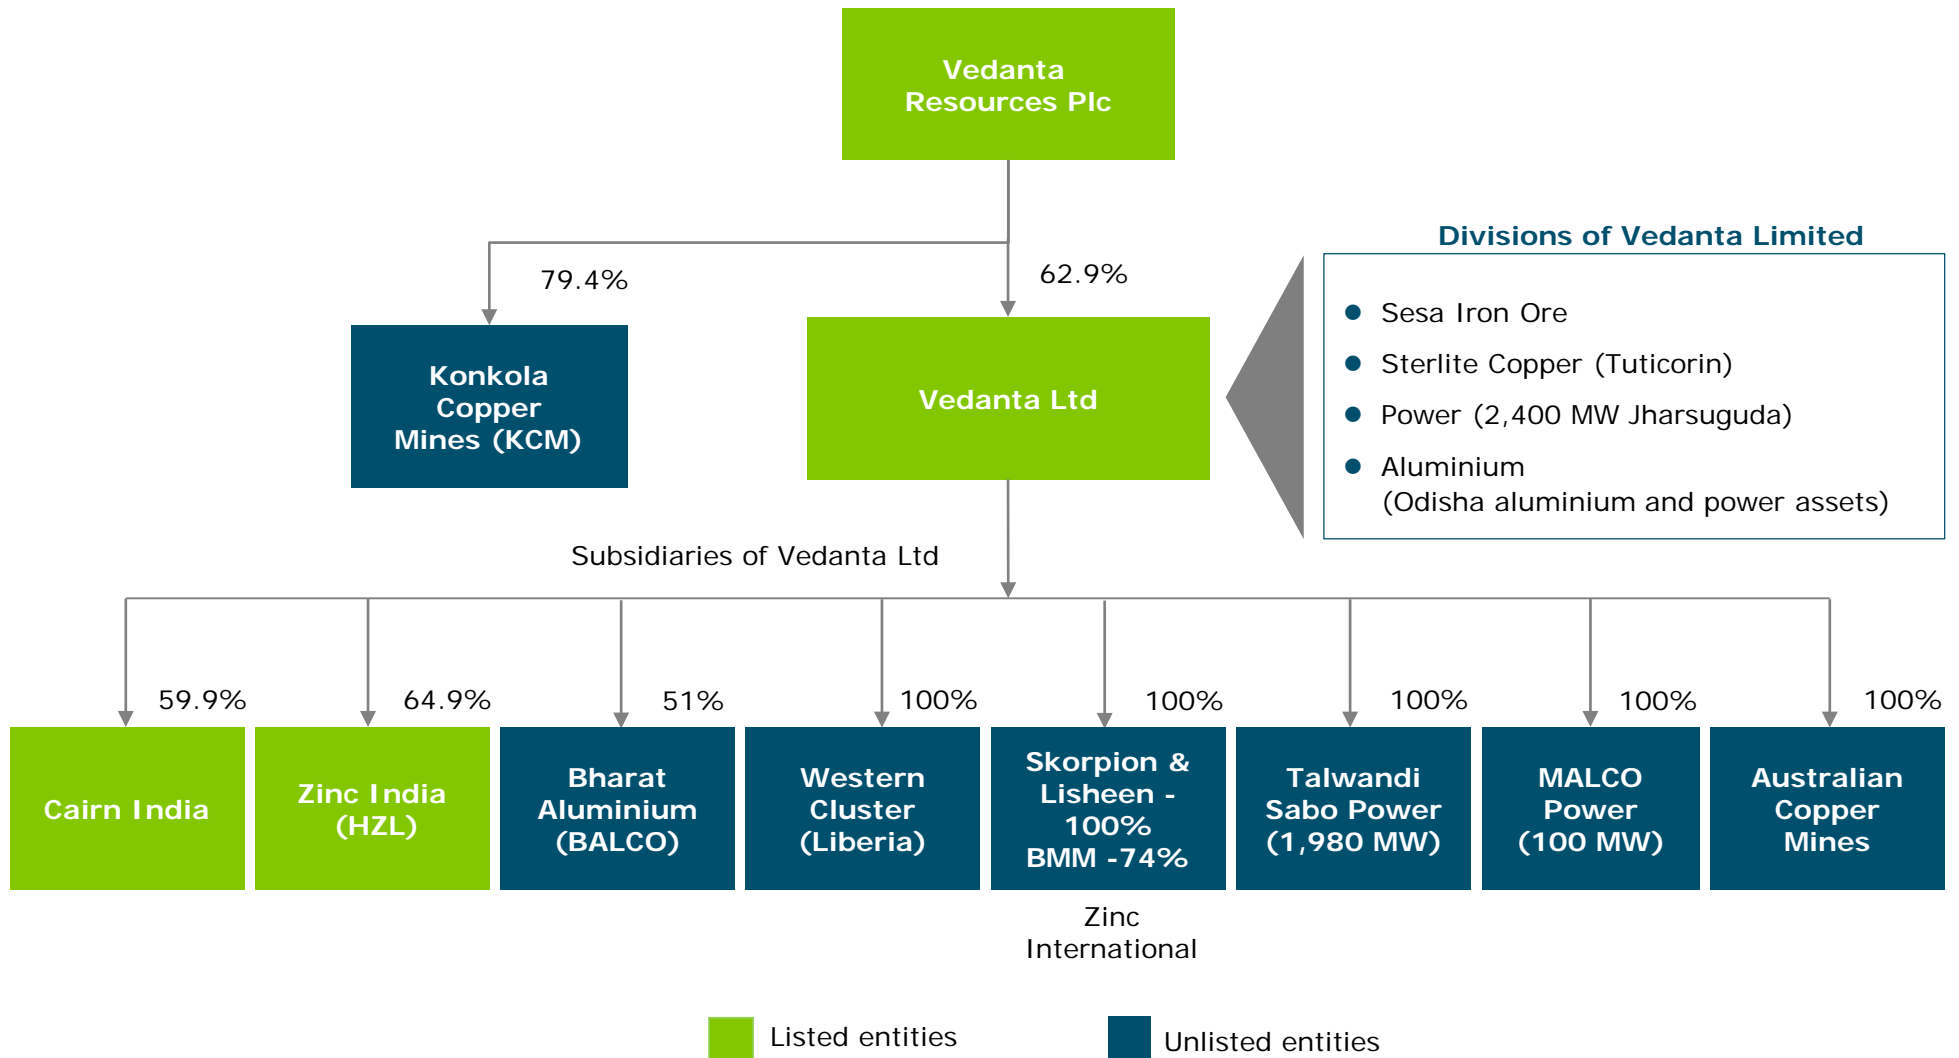 Vedanta
Resources Plc
Divisions of Vedanta Limited
79.4%
62.9%
Konkola
Copper
Mines (KCM)
Vedanta Ltd
Sesa Iron Ore
Sterlite Copper (Tuticorin)
Power (2,400 MW Jharsuguda)
Aluminium
(Odisha aluminium and power assets)
Subsidiaries of Vedanta Ltd
59.9%
64.9%
51%
100%
100%
100%
100%
100%
Cairn India
Zinc India
(HZL)
Bharat
Aluminium
(BALCO)
Western
Cluster
(Liberia)
Skorpion &
Lisheen -
100%
BMM -74%
Talwandi
Sabo Power
(1,980 MW)
MALCO
Power
(100 MW)
Australian
Copper
Mines
Zinc
International
Listed entities
Unlisted entities